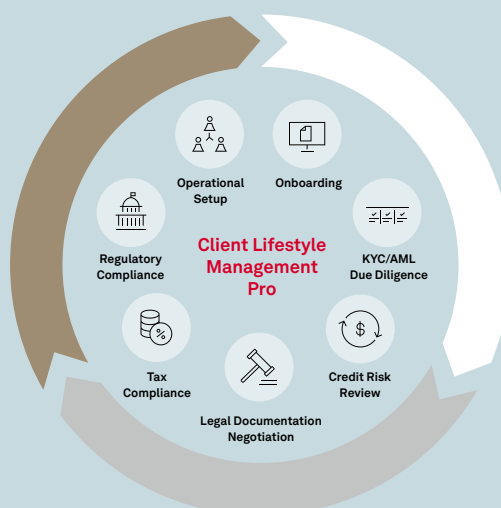 Operational
Setup
Onboarding
Regulatory
Compliance
Client Lifestyle
Management
Pro
KYC/AML
Due Diligence
$
%
Tax
Compliance
Credit Risk
Review
Legal Documentation
Negotiation